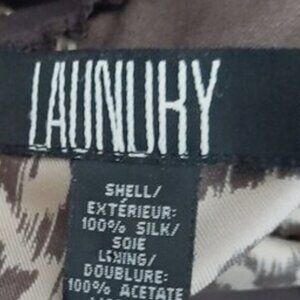 LAUNDRY
SHELL/
EXTÉRIEUR:
100% SILK/
SOIE
LINING/
DOUBLURE:
100% ACETATE